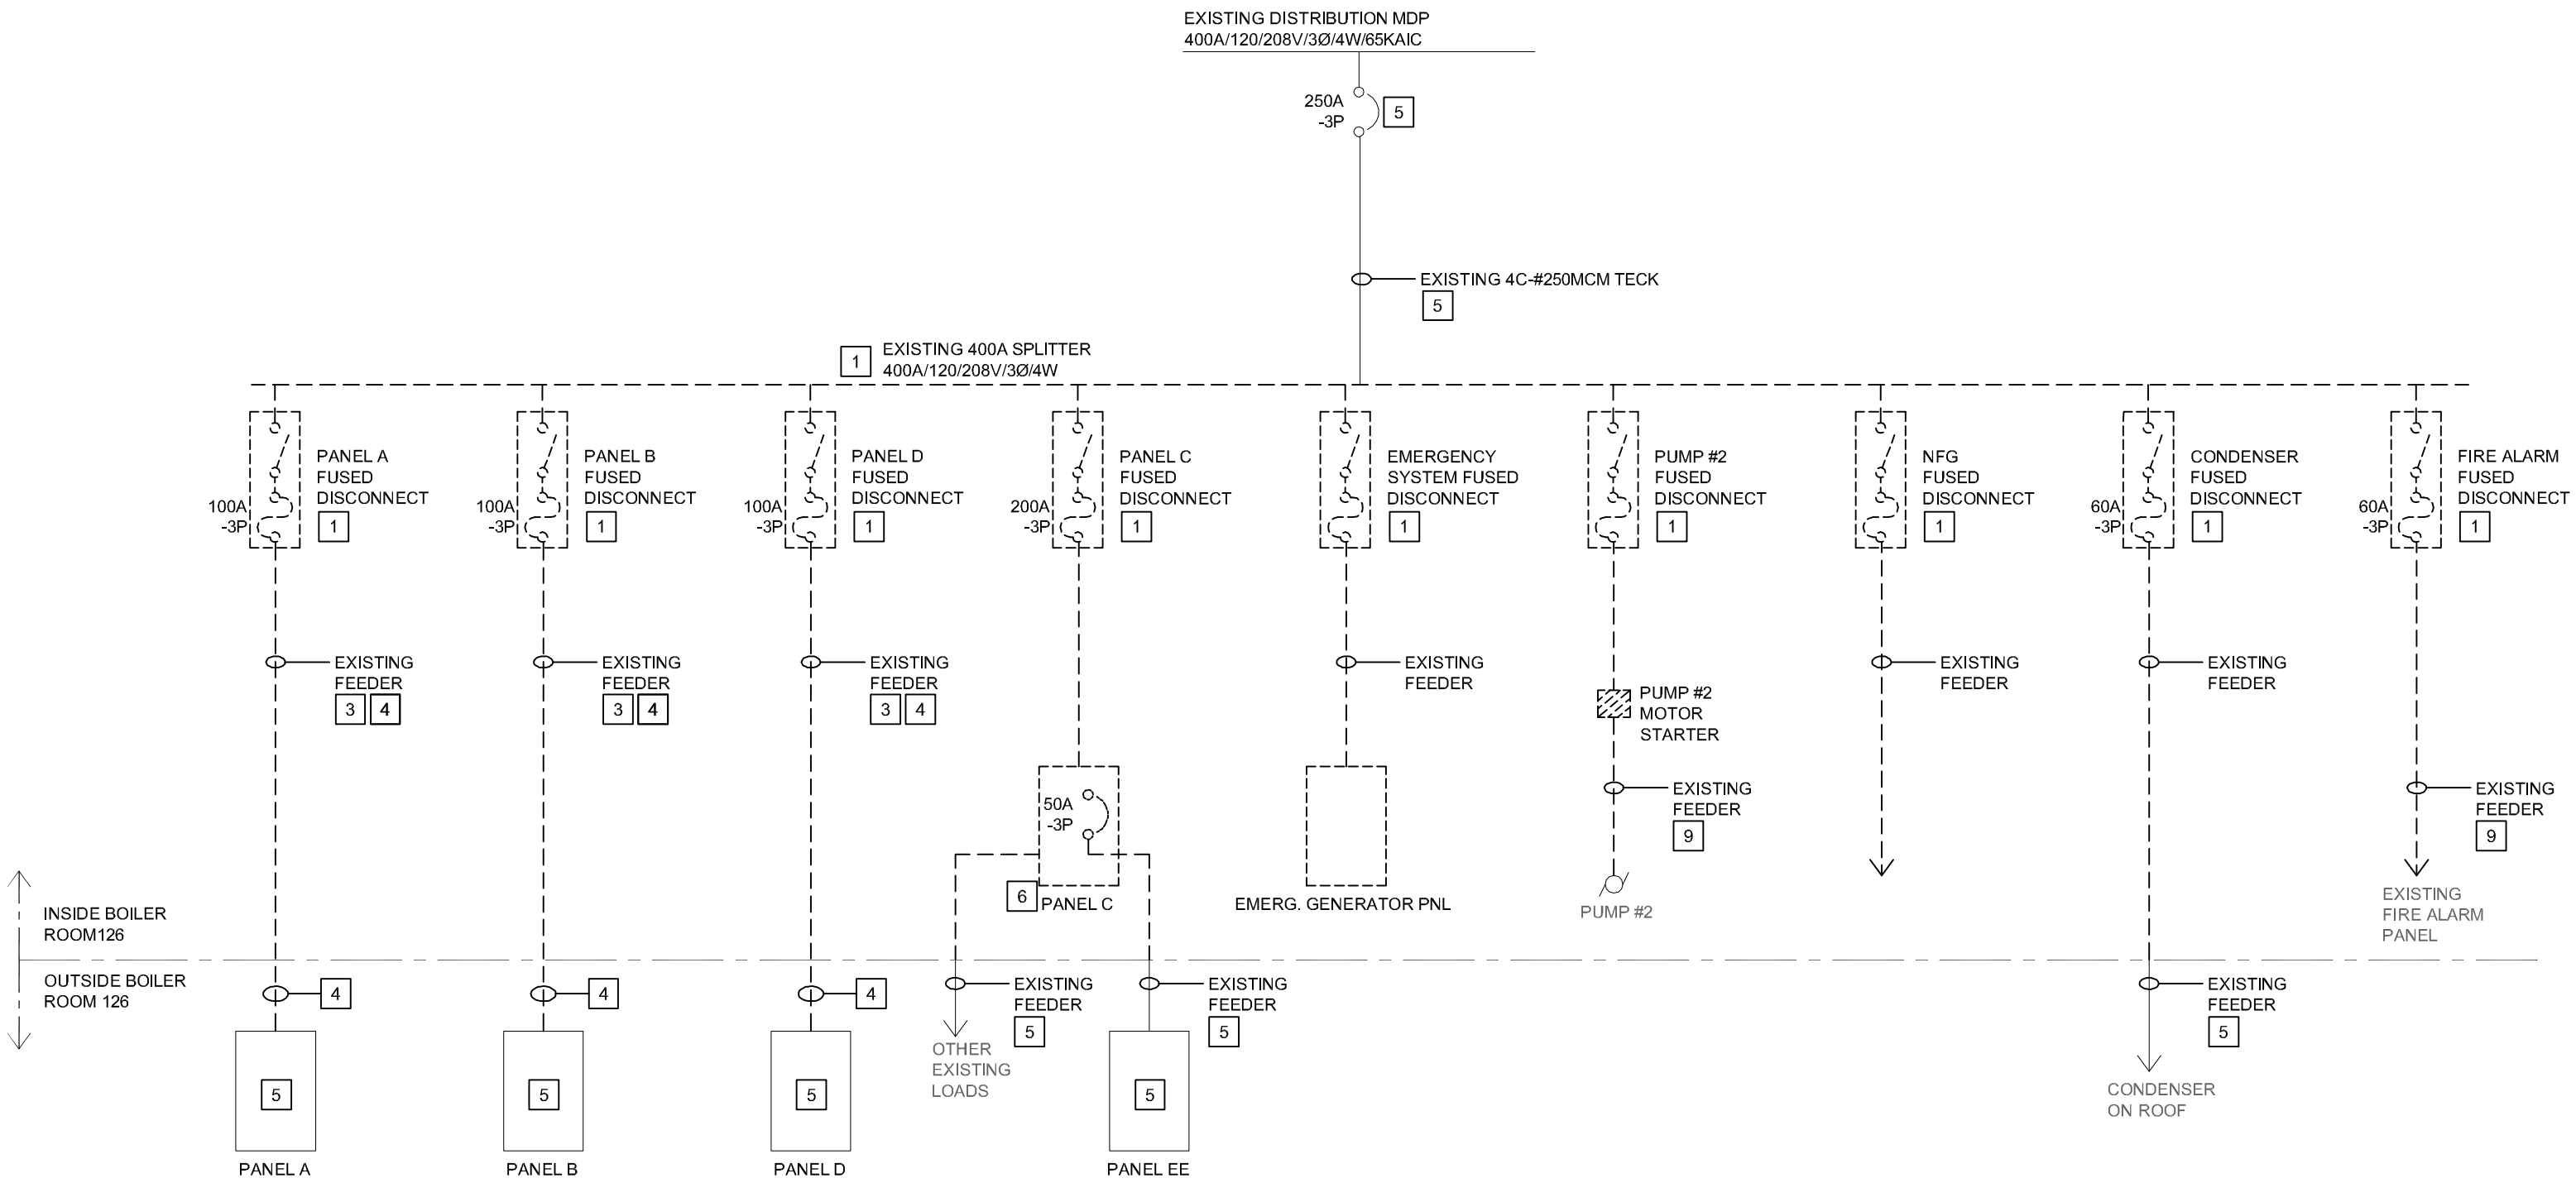 EXISTING DISTRIBUTION MDP
400A/120/208V/3Ø/4W/65KAIC
250A
-3P
5
EXISTING 4C-#250MCM TECK
5
1
EXISTING 400A SPLITTER
400A/120/208V/3Ø/4W
PANEL A
FUSED
DISCONNECT
100A
-3P
1
PANEL B
FUSED
DISCONNECT
100A
-3P
1
PANEL D
FUSED
DISCONNECT
100A
-3P
1
PANEL C
FUSED
DISCONNECT
200A
-3P
1
EMERGENCY
SYSTEM FUSED
DISCONNECT
1
PUMP #2
FUSED
DISCONNECT
1
NFG
FUSED
DISCONNECT
1
CONDENSER
FUSED
DISCONNECT
60A
-3P
1
FIRE ALARM
FUSED
DISCONNECT
60A
-3P
1
EXISTING
FEEDER
3 4
EXISTING
FEEDER
3 4
EXISTING
FEEDER
3 4
EXISTING
FEEDER
PUMP #2
MOTOR
STARTER
EXISTING
FEEDER
EXISTING
FEEDER
50A
-3P
6
PANEL C
EMERG. GENERATOR PNL
EXISTING
FEEDER
9
PUMP #2
EXISTING
FEEDER
9
EXISTING
FIRE ALARM
PANEL
INSIDE BOILER
ROOM126
OUTSIDE BOILER
ROOM 126
4
4
4
EXISTING
FEEDER
5
EXISTING
FEEDER
5
EXISTING
FEEDER
5
OTHER
EXISTING
LOADS
CONDENSER
ON ROOF
5
5
5
5
PANEL A
PANEL B
PANEL D
PANEL EE